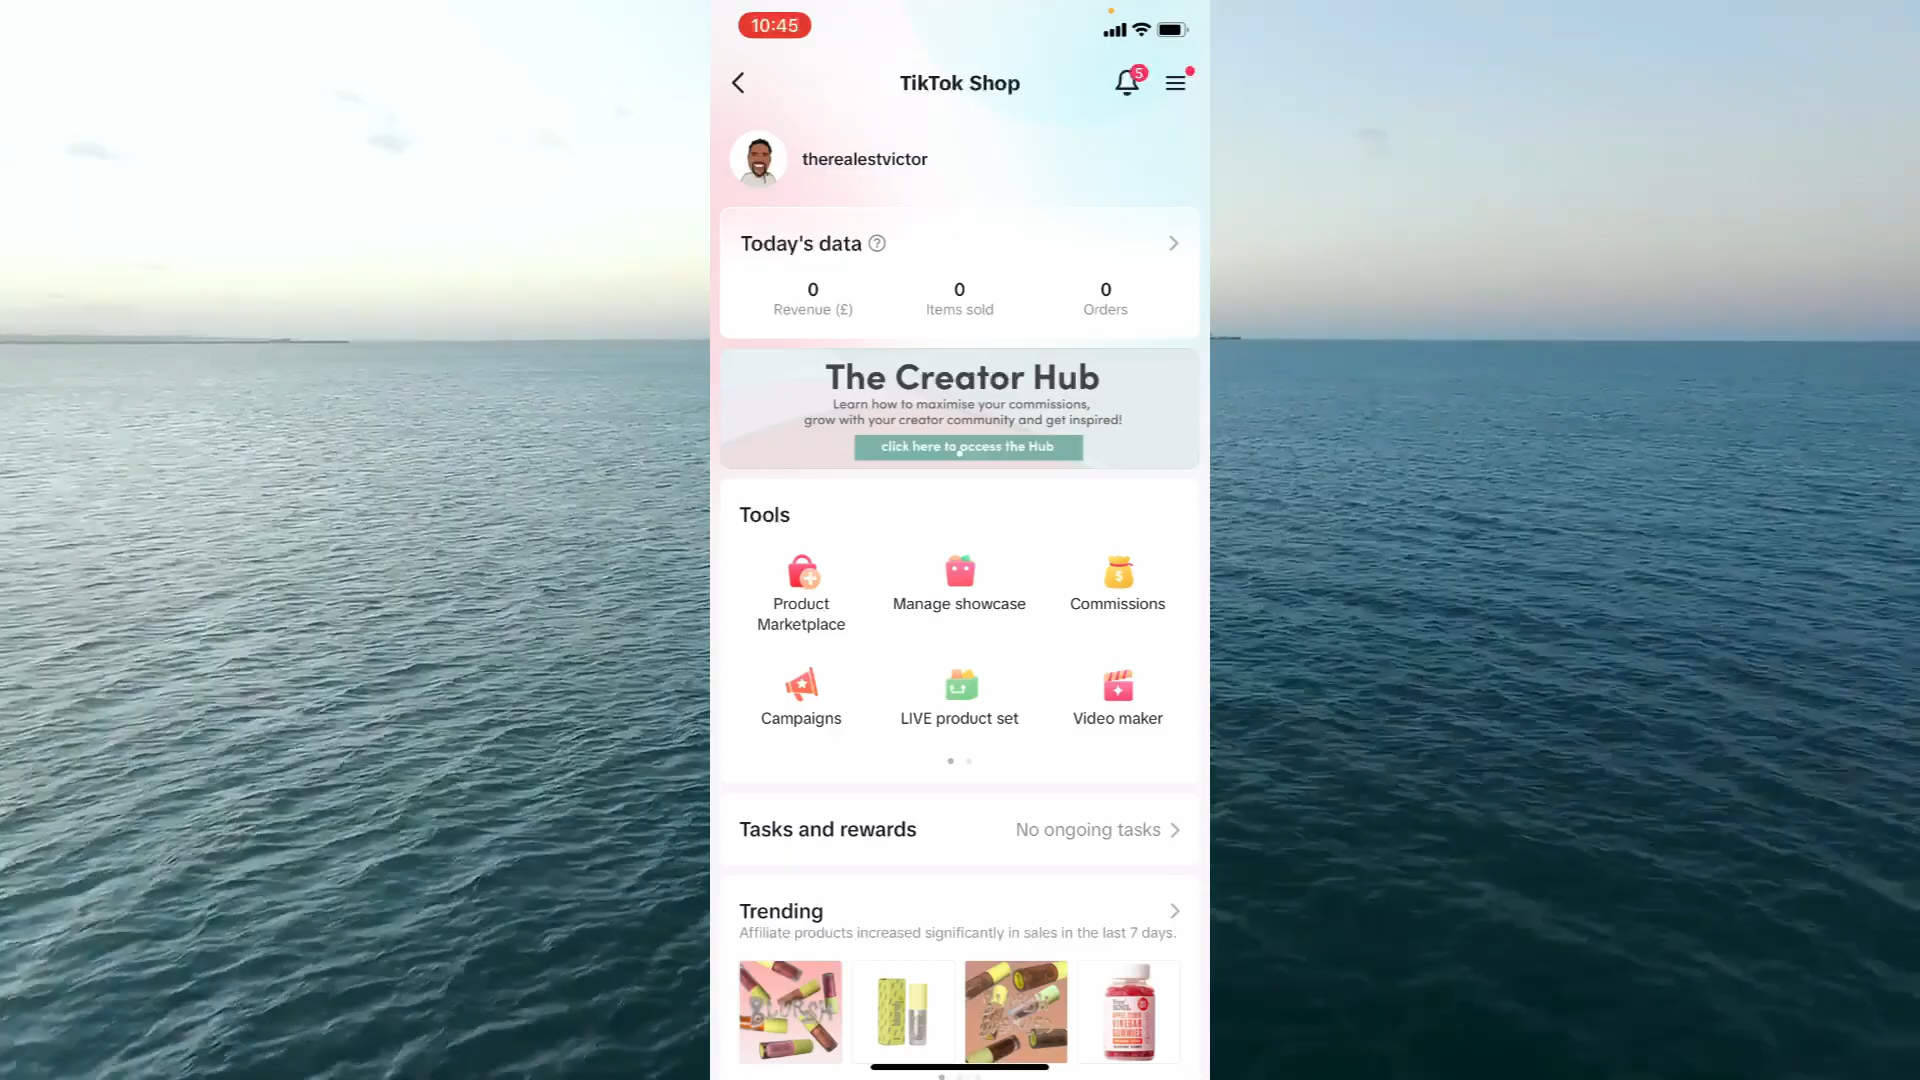 10:45
TikTok Shop
5
therealestvictor
Today's data ?
0 0 0
Revenue (£) Items sold Orders
The Creator Hub
Learn how to maximise your commissions,
grow with your creator community and get inspired!
click here to access the Hub
Tools
Product Marketplace
Manage showcase
Commissions
Campaigns
LIVE product set
Video maker
Tasks and rewards
No ongoing tasks
Trending
Affiliate products increased significantly in sales in the last 7 days.
VINEGAR
GUMMIES